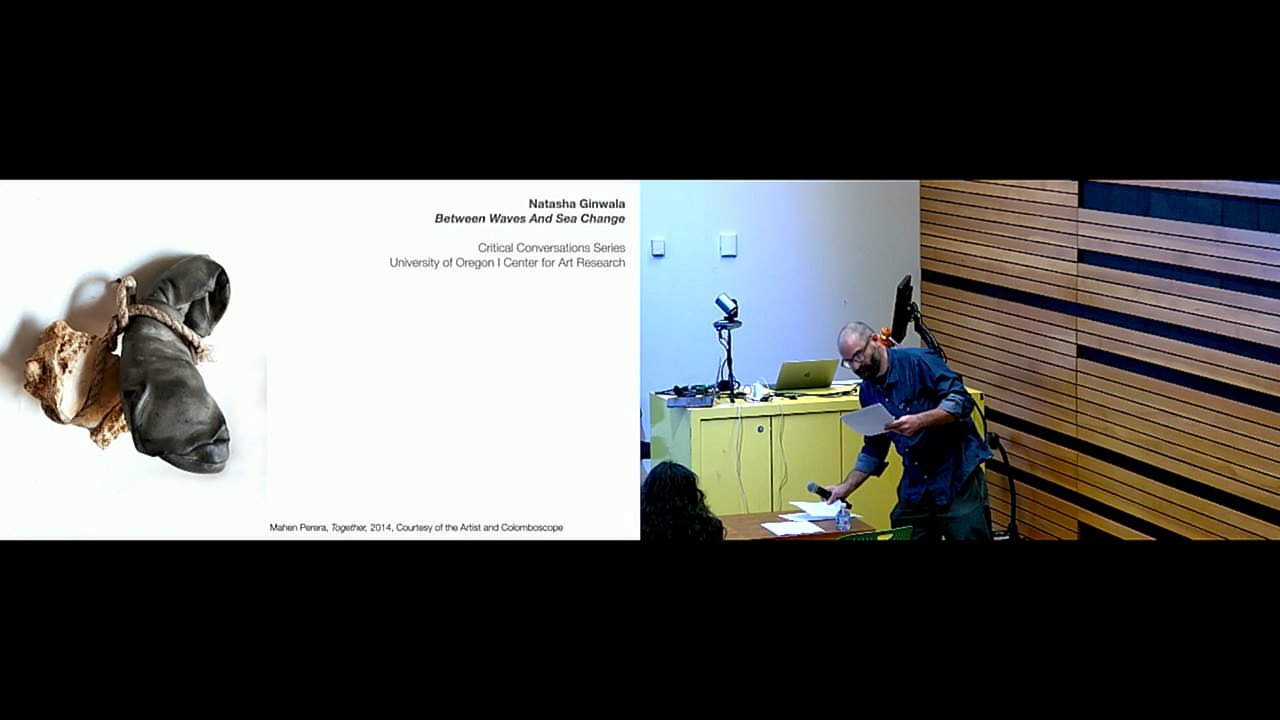 Natasha Ginwala
Between Waves And Sea Change
Critical Conversations Series
University of Oregon I Center for Art Research
Mahen Perera, Together, 2014, Courtesy of the Artist and Colomboscope